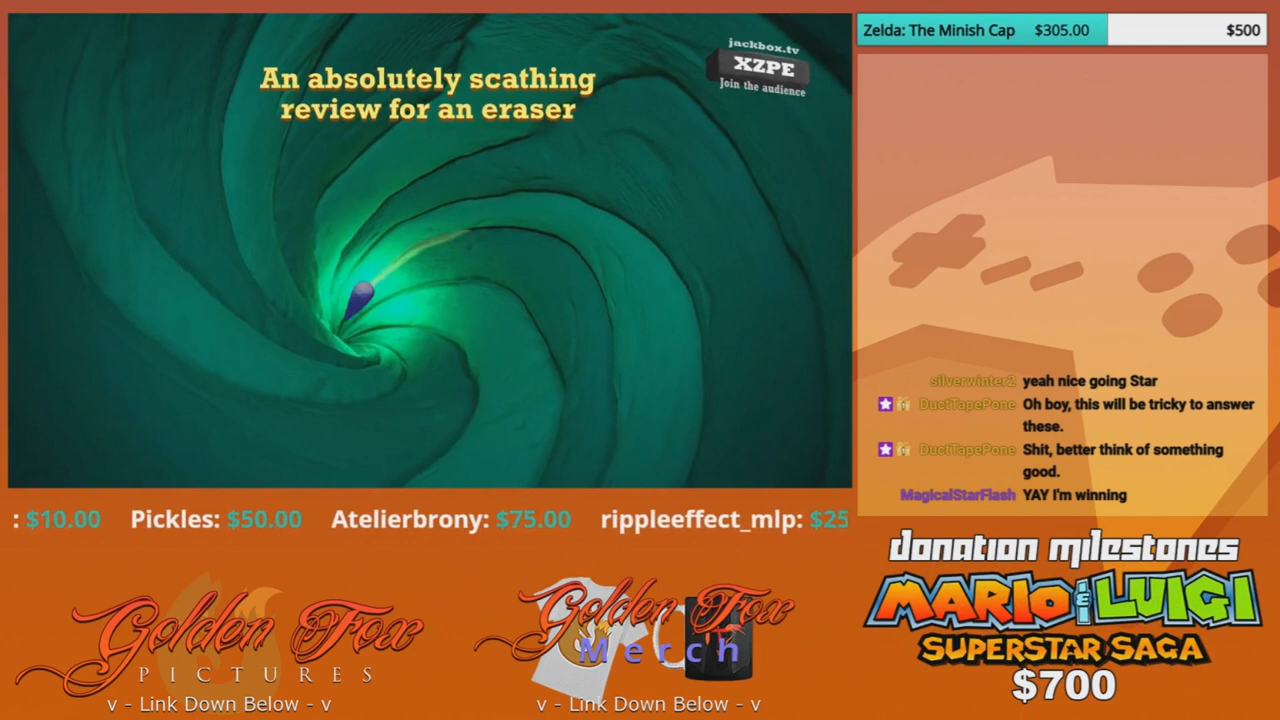 An absolutely scathing
review for an eraser
jackbox.tv
XZPE
Join the audience
Zelda: The Minish Cap $305.00 $500
silverwinter2 yeah nice going Star
DuctTapePone Oh boy, this will be tricky to answer
these.
DuctTapePone Shit, better think of something
good.
MagicalStarFlash YAY I'm winning
: $10.00 Pickles: $50.00 Atelierbrony: $75.00 rippleeffect_mlp: $25
Golden Fox
PICTURES
v - Link Down Below - v
Golden Fox
Merch
v - Link Down Below - v
donation milestones
MARIO & LUIGI
SUPERSTAR SAGA
$700